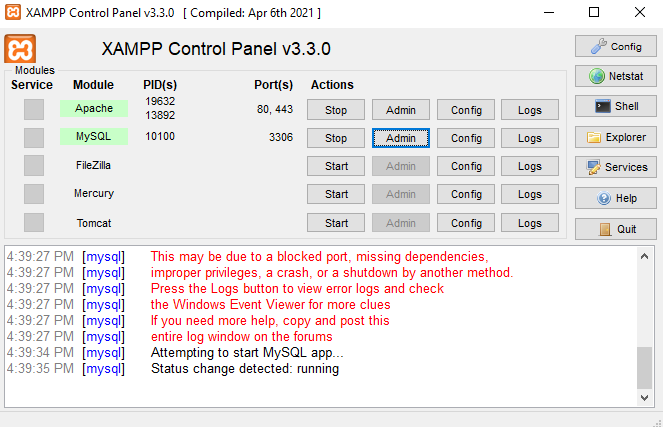 XAMPP Control Panel v3.3.0 [ Compiled: Apr 6th 2021 ]
XAMPP Control Panel v3.3.0
Config
Modules
Service Module PID(s) Port(s) Actions
Netstat
Apache 19632 13892 80, 443 Stop Admin Config Logs
Shell
MySQL 10100 3306 Stop Admin Config Logs
Explorer
FileZilla Start Admin Config Logs
Services
Mercury Start Admin Config Logs
Help
Tomcat Start Admin Config Logs
Quit
4:39:27 PM [mysql] This may be due to a blocked port, missing dependencies,
4:39:27 PM [mysql] improper privileges, a crash, or a shutdown by another method.
4:39:27 PM [mysql] Press the Logs button to view error logs and check
4:39:27 PM [mysql] the Windows Event Viewer for more clues
4:39:27 PM [mysql] If you need more help, copy and post this
4:39:27 PM [mysql] entire log window on the forums
4:39:34 PM [mysql] Attempting to start MySQL app...
4:39:35 PM [mysql] Status change detected: running